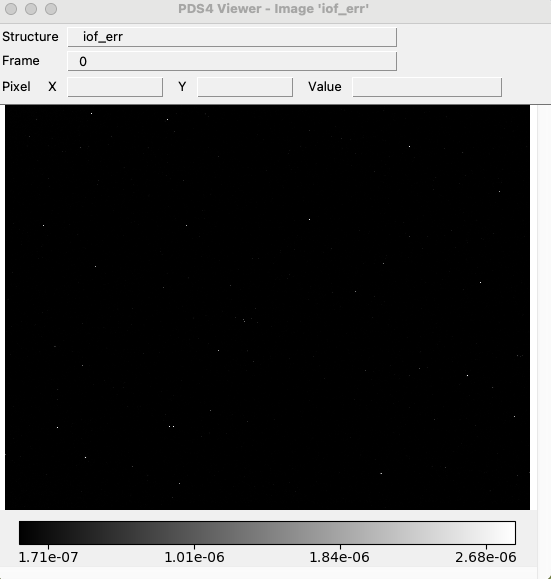 PDS4 Viewer - Image 'iof_err'
Structure iof_err
Frame 0
Pixel X Y Value
1.71e-07 1.01e-06 1.84e-06 2.68e-06